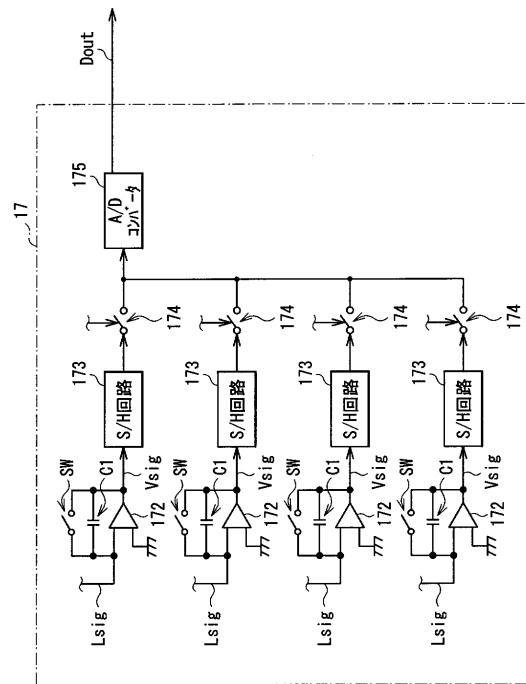 17
Dout
175
A/D
コンバータ
174
174
174
174
173
173
173
173
S/H回路
S/H回路
S/H回路
S/H回路
SW
C1
Vsig
172
Lsig
SW
C1
Vsig
172
Lsig
SW
C1
Vsig
172
Lsig
SW
C1
Vsig
172
Lsig